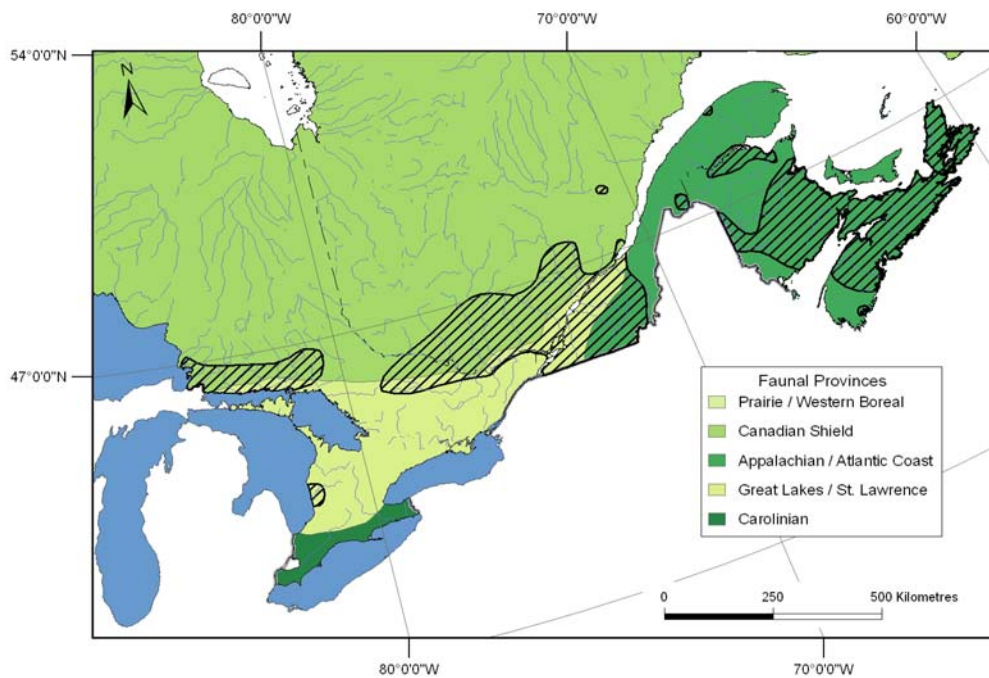 80°0'0"W
70°0'0"W
60°0'0"W
54°0'0"N
N
47°0'0"N
Faunal Provinces
Prairie / Western Boreal
Canadian Shield
Appalachian / Atlantic Coast
Great Lakes / St. Lawrence
Carolinian
0
250
500 Kilometres
80°0'0"W
70°0'0"W